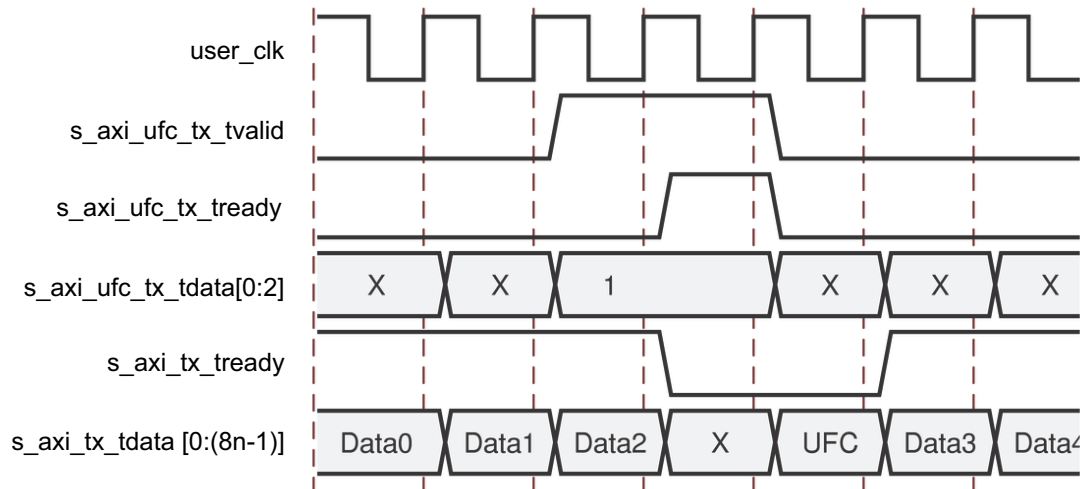 user_clk
s_axi_ufc_tx_tvalid
s_axi_ufc_tx_tready
s_axi_ufc_tx_tdata[0:2] X X 1 X X X
s_axi_tx_tready
s_axi_tx_tdata [0:(8n-1)] Data0 Data1 Data2 X UFC Data3 Data4